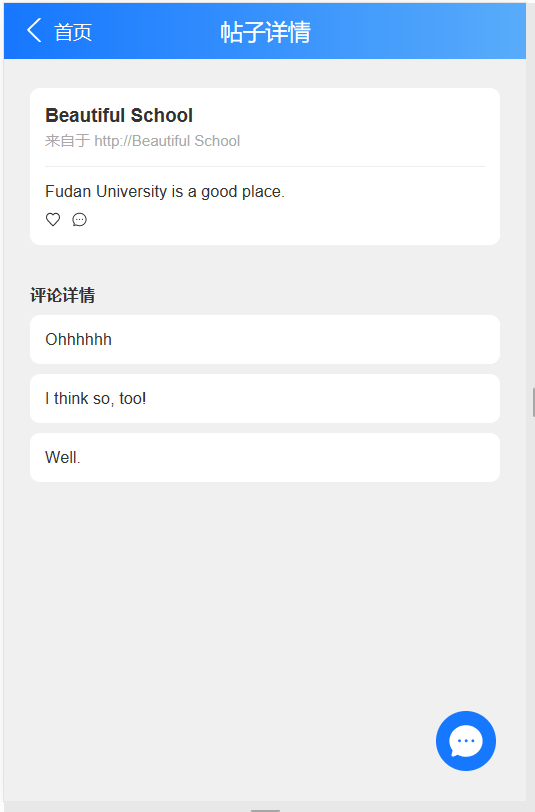 首页
帖子详情
Beautiful School
来自于 http://Beautiful School
Fudan University is a good place.
评论详情
Ohhhhhh
I think so, too!
Well.